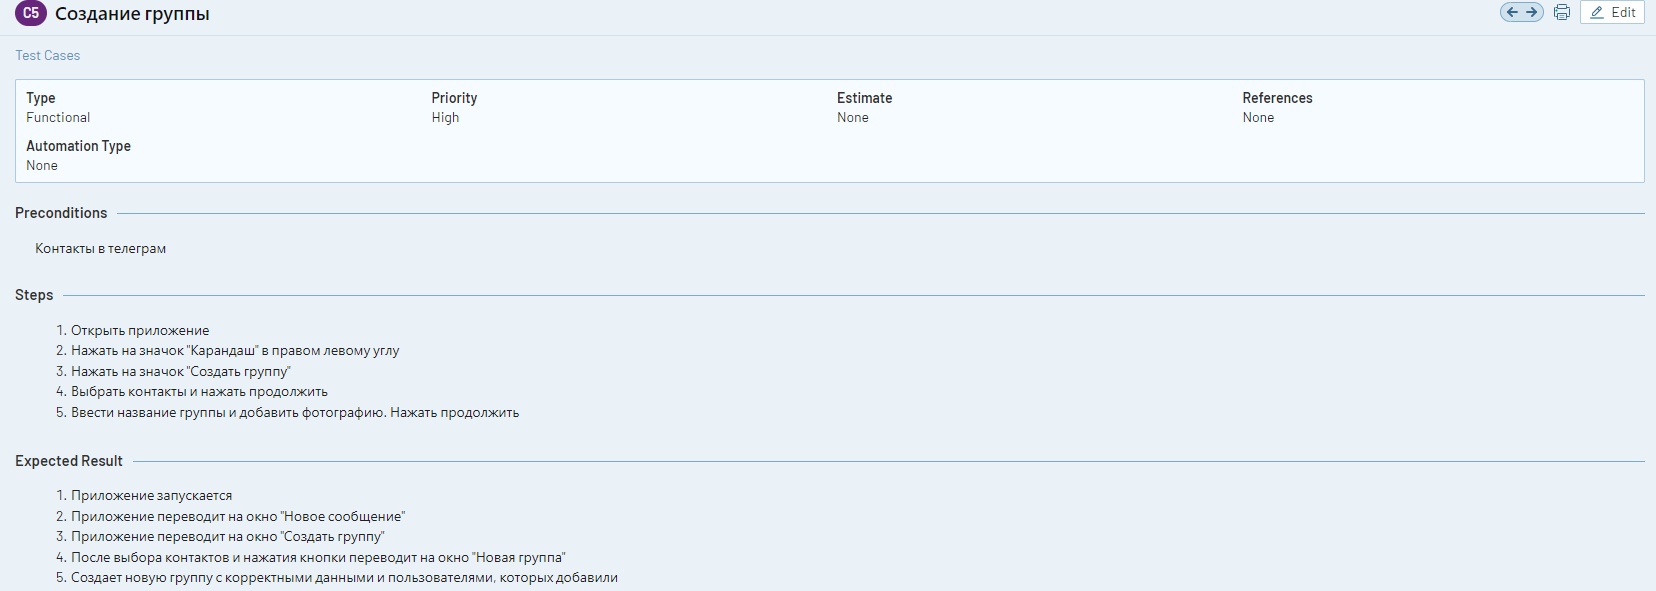 C5 Создание группы
Edit
Test Cases
Type Priority Estimate References
Functional High None None
Automation Type
None
Preconditions
Контакты в телеграм
Steps
1. Открыть приложение
2. Нажать на значок "Карандаш" в правом левому углу
3. Нажать на значок "Создать группу"
4. Выбрать контакты и нажать продолжить
5. Ввести название группы и добавить фотографию. Нажать продолжить
Expected Result
1. Приложение запускается
2. Приложение переводит на окно "Новое сообщение"
3. Приложение переводит на окно "Создать группу"
4. После выбора контактов и нажатия кнопки переводит на окно "Новая группа"
5. Создает новую группу с корректными данными и пользователями, которых добавили